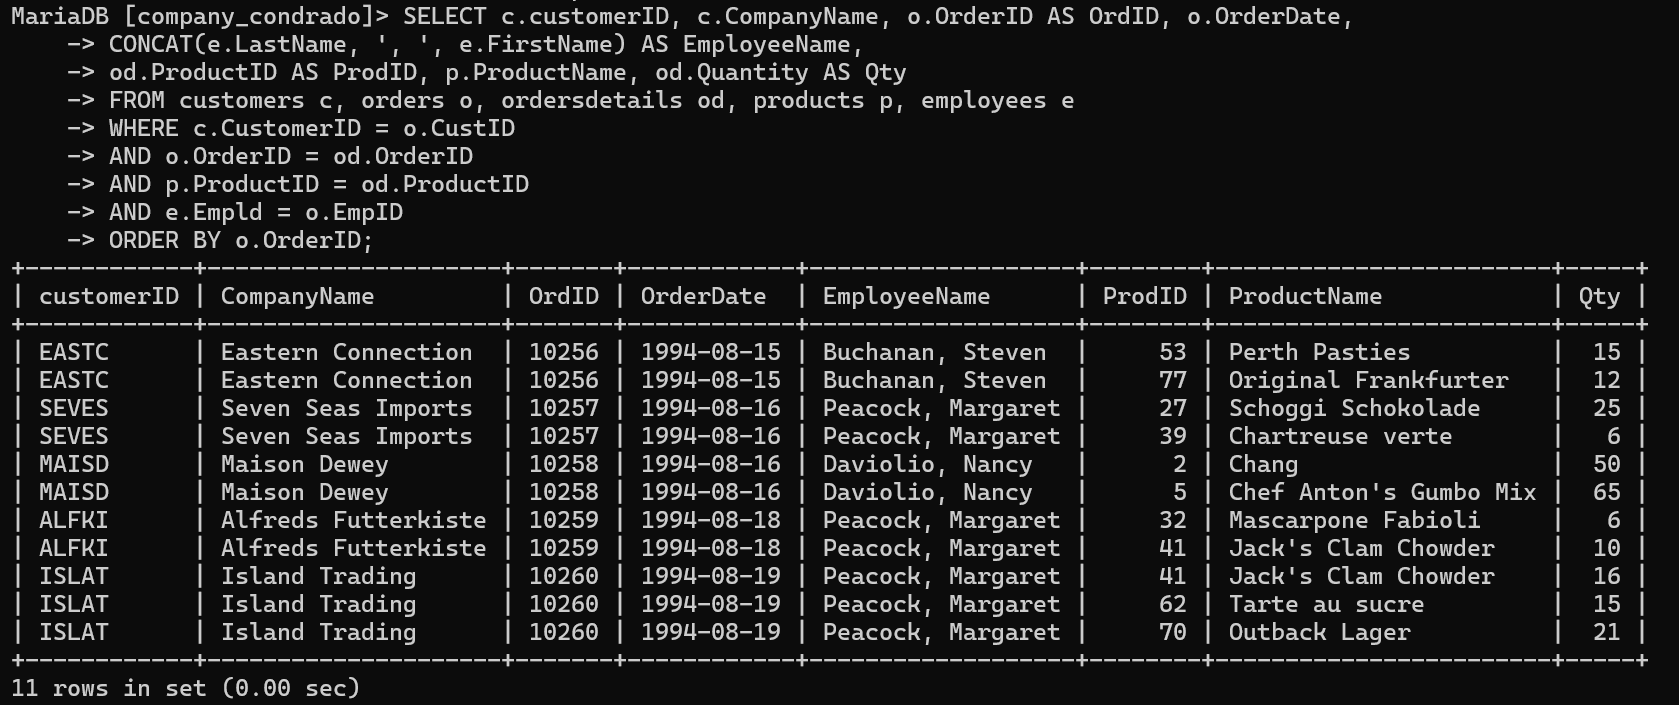 MariaDB [company_condrado]> SELECT c.customerID, c.CompanyName, o.OrderID AS OrdID, o.OrderDate,
    -> CONCAT(e.LastName, ', ', e.FirstName) AS EmployeeName,
    -> od.ProductID AS ProdID, p.ProductName, od.Quantity AS Qty
    -> FROM customers c, orders o, ordersdetails od, products p, employees e
    -> WHERE c.CustomerID = o.CustID
    -> AND o.OrderID = od.OrderID
    -> AND p.ProductID = od.ProductID
    -> AND e.Empld = o.EmpID
    -> ORDER BY o.OrderID;
+------------+---------------------+-------+------------+-------------------+--------+------------------------+-----+
| customerID | CompanyName         | OrdID | OrderDate  | EmployeeName      | ProdID | ProductName            | Qty |
+------------+---------------------+-------+------------+-------------------+--------+------------------------+-----+
| EASTC      | Eastern Connection  | 10256 | 1994-08-15 | Buchanan, Steven  |     53 | Perth Pasties          |  15 |
| EASTC      | Eastern Connection  | 10256 | 1994-08-15 | Buchanan, Steven  |     77 | Original Frankfurter   |  12 |
| SEVES      | Seven Seas Imports  | 10257 | 1994-08-16 | Peacock, Margaret |     27 | Schoggi Schokolade     |  25 |
| SEVES      | Seven Seas Imports  | 10257 | 1994-08-16 | Peacock, Margaret |     39 | Chartreuse verte       |   6 |
| MAISD      | Maison Dewey        | 10258 | 1994-08-16 | Daviolio, Nancy   |      2 | Chang                  |  50 |
| MAISD      | Maison Dewey        | 10258 | 1994-08-16 | Daviolio, Nancy   |      5 | Chef Anton's Gumbo Mix |  65 |
| ALFKI      | Alfreds Futterkiste | 10259 | 1994-08-18 | Peacock, Margaret |     32 | Mascarpone Fabioli     |   6 |
| ALFKI      | Alfreds Futterkiste | 10259 | 1994-08-18 | Peacock, Margaret |     41 | Jack's Clam Chowder    |  10 |
| ISLAT      | Island Trading      | 10260 | 1994-08-19 | Peacock, Margaret |     41 | Jack's Clam Chowder    |  16 |
| ISLAT      | Island Trading      | 10260 | 1994-08-19 | Peacock, Margaret |     62 | Tarte au sucre         |  15 |
| ISLAT      | Island Trading      | 10260 | 1994-08-19 | Peacock, Margaret |     70 | Outback Lager          |  21 |
+------------+---------------------+-------+------------+-------------------+--------+------------------------+-----+
11 rows in set (0.00 sec)